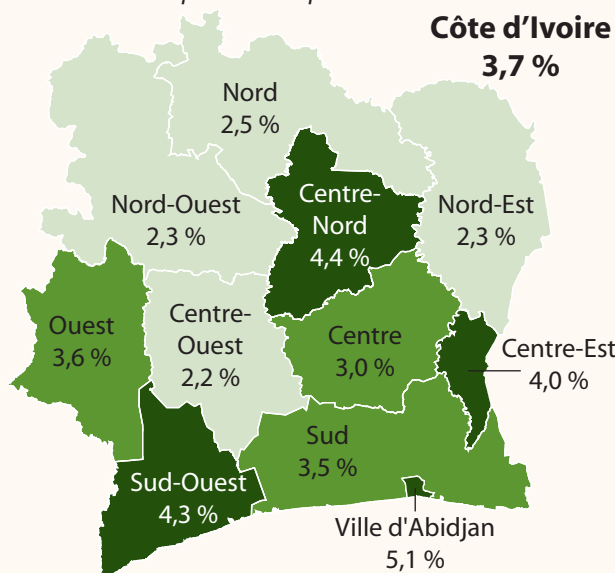 Côte d'Ivoire
3,7 %
Nord
2,5 %
Nord-Ouest
2,3 %
Centre-
Nord
4,4 %
Nord-Est
2,3 %
Ouest
3,6 %
Centre-
Ouest
2,2 %
Centre
3,0 %
Centre-Est
4,0 %
Sud
3,5 %
Sud-Ouest
4,3 %
Ville d'Abidjan
5,1 %